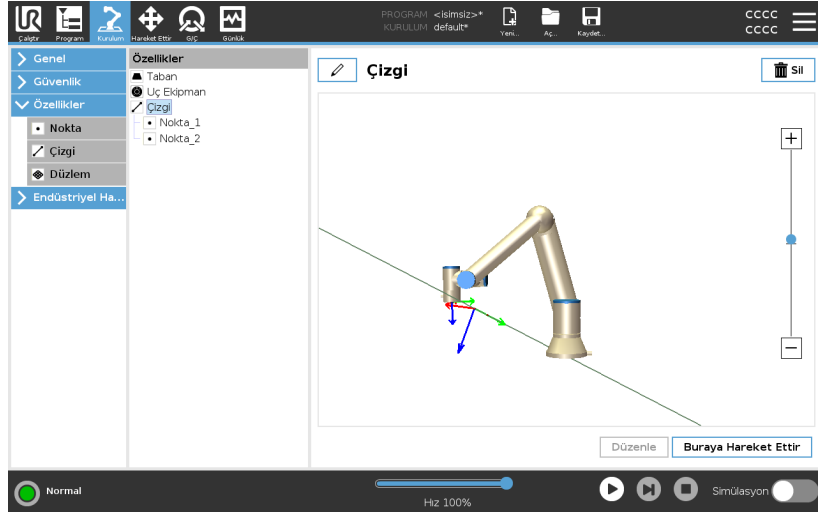 UR
PROGRAM <isimsiz>*
KURULUM default*
Çalıştır
Program
Kurulum
Hareket Ettir
G/Ç
Günlük
Yeni...
Aç...
Kaydet...
CCCC
CCCC
Genel
Güvenlik
Özellikler
Nokta
Çizgi
Düzlem
Endüstriyel Ha...
Özellikler
Taban
Uç Ekipman
Çizgi
Nokta_1
Nokta_2
Çizgi
Sil
Düzenle
Buraya Hareket Ettir
Normal
Hız 100%
Simülasyon